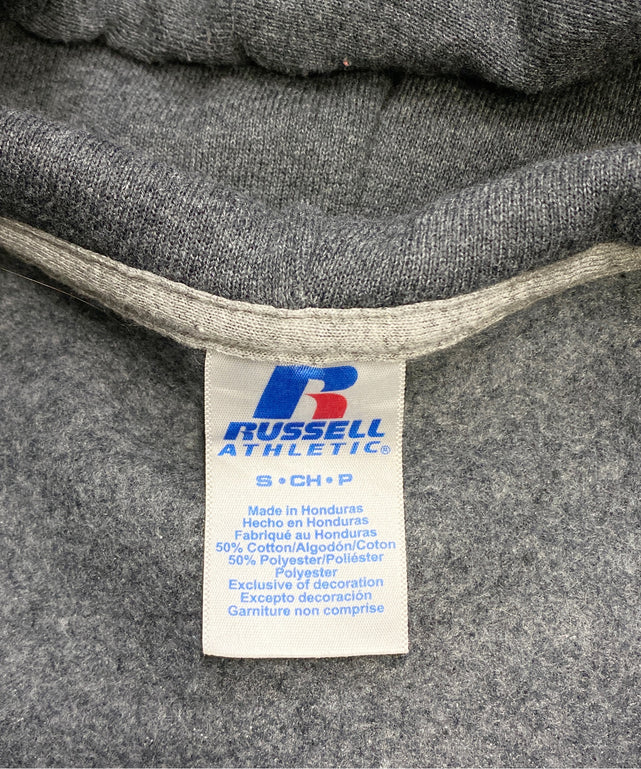 R
RUSSELL
ATHLETIC®
S • CH • P
Made in Honduras
Hecho en Honduras
Fabriqué au Honduras
50% Cotton/Algodón/Coton
50% Polyester/Poliéster
Polyester
Exclusive of decoration
Excepto decoración
Garniture non comprise